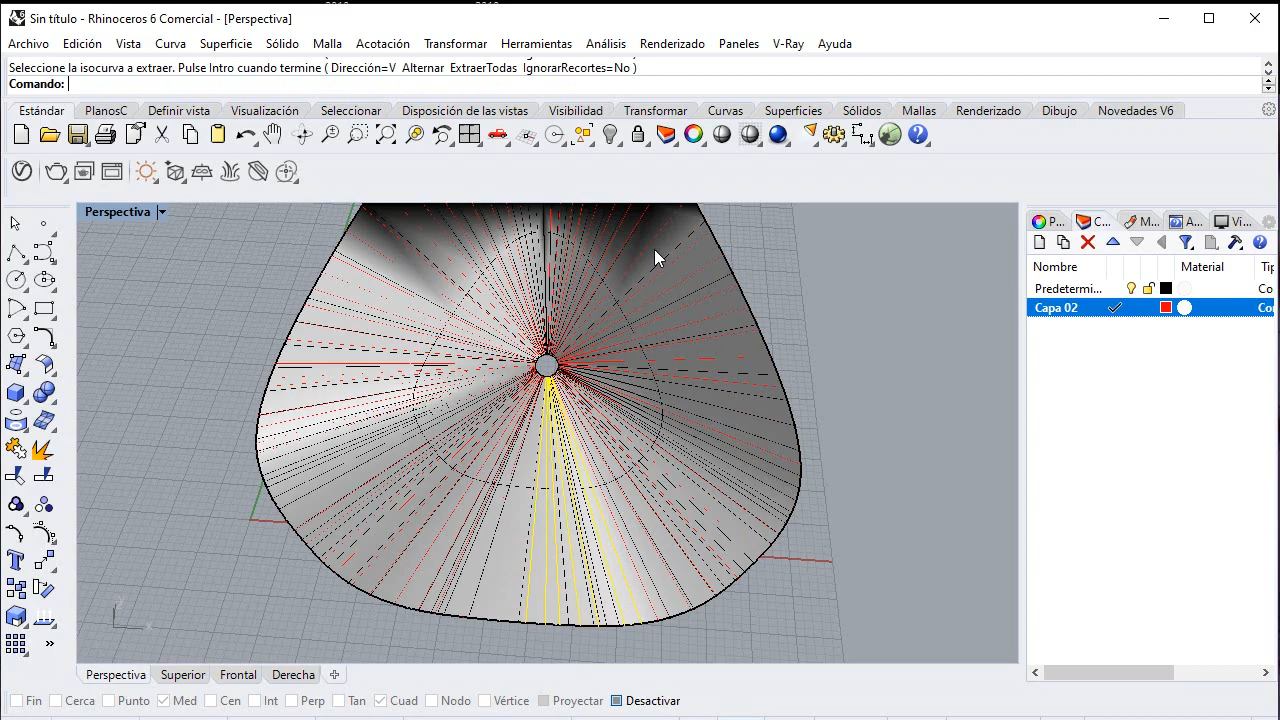 Sin título - Rhinoceros 6 Comercial - [Perspectiva]
Archivo Edición Vista Curva Superficie Sólido Malla Acotación Transformar Herramientas Análisis Renderizado Paneles V-Ray Ayuda
Seleccione la isocurva a extraer. Pulse Intro cuando termine ( Dirección=V Alternar ExtraerTodas IgnorarRecortes=No )
Comando:
Estándar PlanosC Definir vista Visualización Seleccionar Disposición de las vistas Visibilidad Transformar Curvas Superficies Sólidos Mallas Renderizado Dibujo Novedades V6
Perspectiva
P... C... M... A... Vi...
Nombre Material
Predetermi... Co
Capa 02 Coı
x
Perspectiva Superior Frontal Derecha
Fin Cerca Punto Med Cen Int Perp Tan Cuad Nodo Vértice Proyectar Desactivar